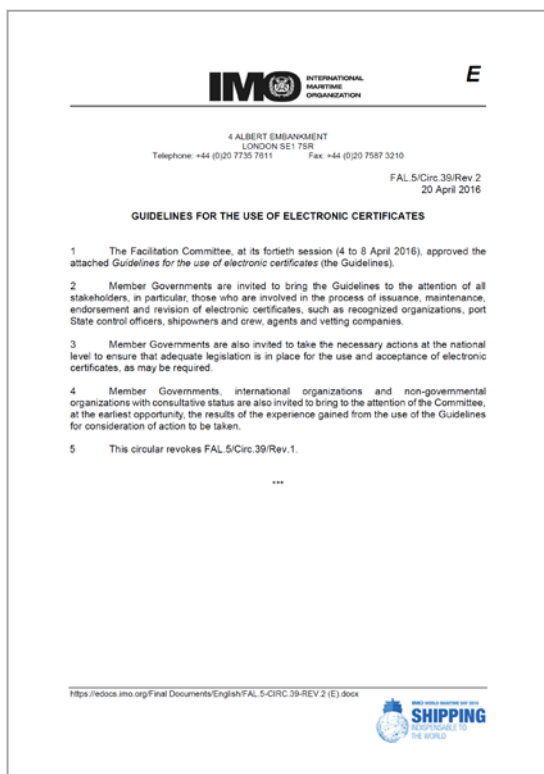 IMO
INTERNATIONAL
MARITIME
ORGANIZATION
E
4 ALBERT EMBANKMENT
LONDON SE1 7SR
Telephone: +44 (0)20 7735 7611 Fax: +44 (0)20 7587 3210
FAL.5/Circ.39/Rev.2
20 April 2016
GUIDELINES FOR THE USE OF ELECTRONIC CERTIFICATES
1 The Facilitation Committee, at its fortieth session (4 to 8 April 2016), approved the
attached Guidelines for the use of electronic certificates (the Guidelines).
2 Member Governments are invited to bring the Guidelines to the attention of all
stakeholders, in particular, those who are involved in the process of issuance, maintenance,
endorsement and revision of electronic certificates, such as recognized organizations, port
State control officers, shipowners and crew, agents and vetting companies.
3 Member Governments are also invited to take the necessary actions at the national
level to ensure that adequate legislation is in place for the use and acceptance of electronic
certificates, as may be required.
4 Member Governments, international organizations and non-governmental
organizations with consultative status are also invited to bring to the attention of the Committee,
at the earliest opportunity, the results of the experience gained from the use of the Guidelines
for consideration of action to be taken.
5 This circular revokes FAL.5/Circ.39/Rev.1.
***
https://edocs.imo.org/Final Documents/English/FAL.5-CIRC.39-REV.2 (E).docx
WORLD MARITIME DAY 2016
SHIPPING
INDISPENSABLE TO
THE WORLD